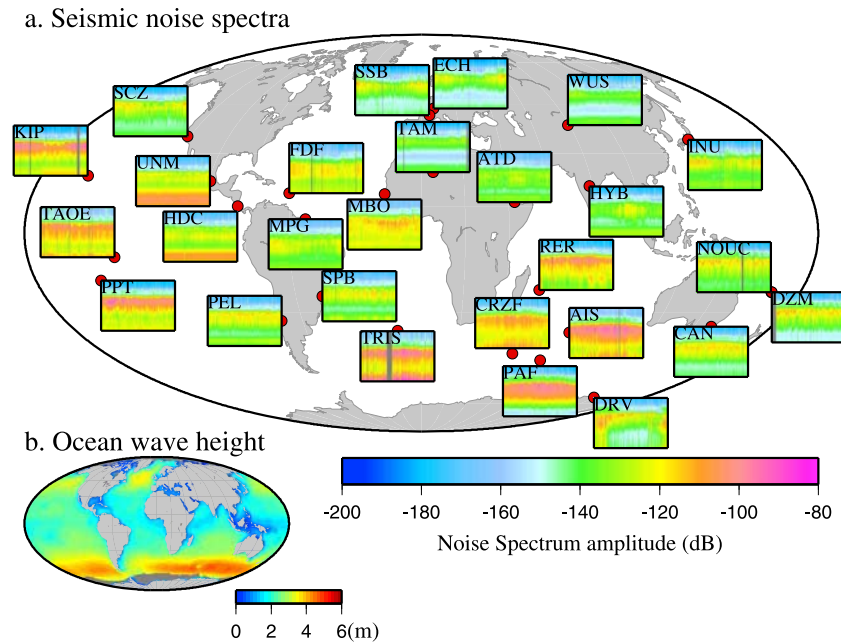 a. Seismic noise spectra
SSB
ECH
WUS
SCZ
KIP
TAM
INU
FDF
UNM
ATD
HYB
MBO
TAOE
HDC
MPG
RER
NOUC
SPB
PPT
PEL
CRZF
AIS
DZM
CAN
TRIS
PAF
DRV
b. Ocean wave height
-200 -180 -160 -140 -120 -100 -80
Noise Spectrum amplitude (dB)
0 2 4 6(m)